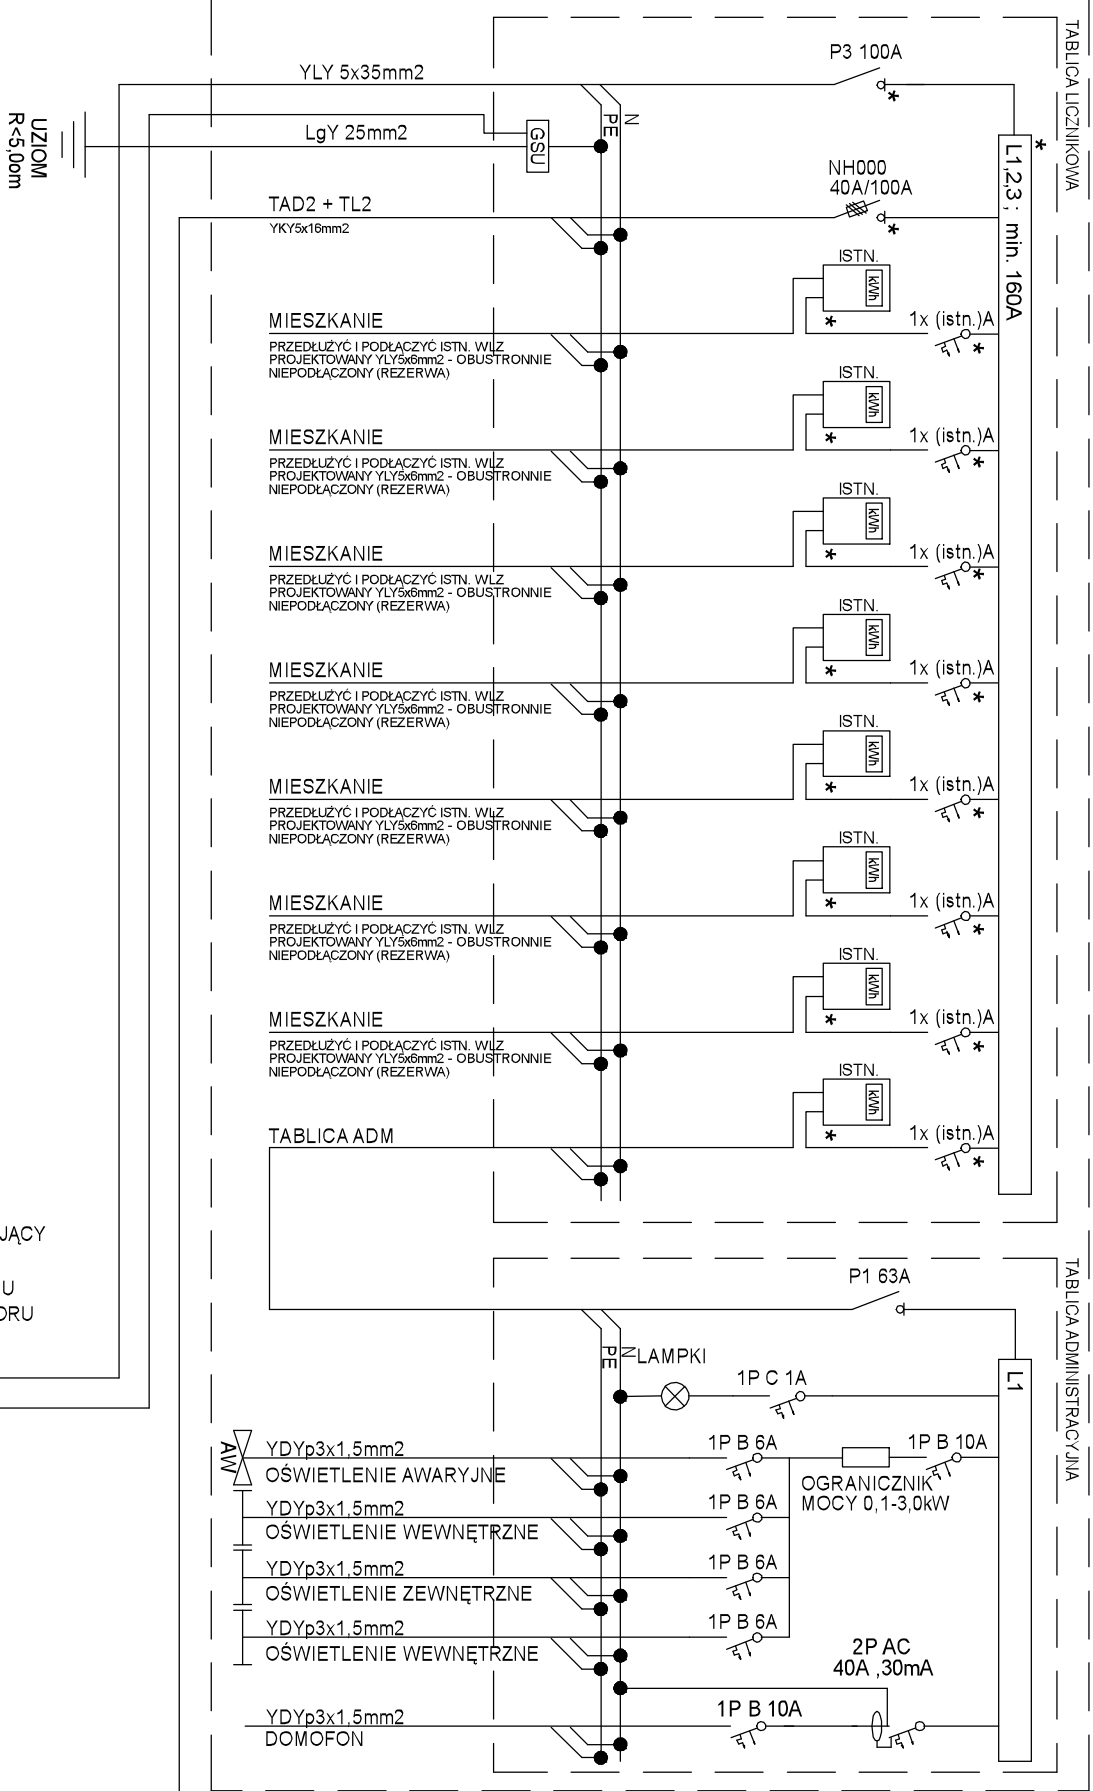 TABLICA LICZNIKOWA
P3 100A
*
YLY 5x35mm2
N
PE
LgY 25mm2
GSU
UZIOM
R<5,0om
*
L1,2,3 ; min. 160A
NH000
40A/100A
*
TAD2 + TL2
YKY5x16mm2
ISTN.
kWh
*
1x (istn.)A
*
MIESZKANIE
PRZEDŁUŻYĆ I PODŁĄCZYĆ ISTN. WLZ
PROJEKTOWANY YLY5x6mm2 - OBUSTRONNIE
NIEPODŁĄCZONY (REZERWA)
ISTN.
kWh
*
1x (istn.)A
*
MIESZKANIE
PRZEDŁUŻYĆ I PODŁĄCZYĆ ISTN. WLZ
PROJEKTOWANY YLY5x6mm2 - OBUSTRONNIE
NIEPODŁĄCZONY (REZERWA)
ISTN.
kWh
*
1x (istn.)A
*
MIESZKANIE
PRZEDŁUŻYĆ I PODŁĄCZYĆ ISTN. WLZ
PROJEKTOWANY YLY5x6mm2 - OBUSTRONNIE
NIEPODŁĄCZONY (REZERWA)
ISTN.
kWh
*
1x (istn.)A
*
MIESZKANIE
PRZEDŁUŻYĆ I PODŁĄCZYĆ ISTN. WLZ
PROJEKTOWANY YLY5x6mm2 - OBUSTRONNIE
NIEPODŁĄCZONY (REZERWA)
ISTN.
kWh
*
1x (istn.)A
*
MIESZKANIE
PRZEDŁUŻYĆ I PODŁĄCZYĆ ISTN. WLZ
PROJEKTOWANY YLY5x6mm2 - OBUSTRONNIE
NIEPODŁĄCZONY (REZERWA)
ISTN.
kWh
*
1x (istn.)A
*
MIESZKANIE
PRZEDŁUŻYĆ I PODŁĄCZYĆ ISTN. WLZ
PROJEKTOWANY YLY5x6mm2 - OBUSTRONNIE
NIEPODŁĄCZONY (REZERWA)
ISTN.
kWh
*
1x (istn.)A
*
MIESZKANIE
PRZEDŁUŻYĆ I PODŁĄCZYĆ ISTN. WLZ
PROJEKTOWANY YLY5x6mm2 - OBUSTRONNIE
NIEPODŁĄCZONY (REZERWA)
ISTN.
kWh
*
1x (istn.)A
*
TABLICA ADM
JĄCY
U
ORU
TABLICA ADMINISTRACYJNA
P1 63A
N
PE
LAMPKI
1P C 1A
L1
AW
YDYp3x1,5mm2
OŚWIETLENIE AWARYJNE
1P B 6A
1P B 10A
OGRANICZNIK
MOCY 0,1-3,0kW
YDYp3x1,5mm2
OŚWIETLENIE WEWNĘTRZNE
1P B 6A
YDYp3x1,5mm2
OŚWIETLENIE ZEWNĘTRZNE
1P B 6A
YDYp3x1,5mm2
OŚWIETLENIE WEWNĘTRZNE
1P B 6A
2P AC
40A ,30mA
YDYp3x1,5mm2
DOMOFON
1P B 10A